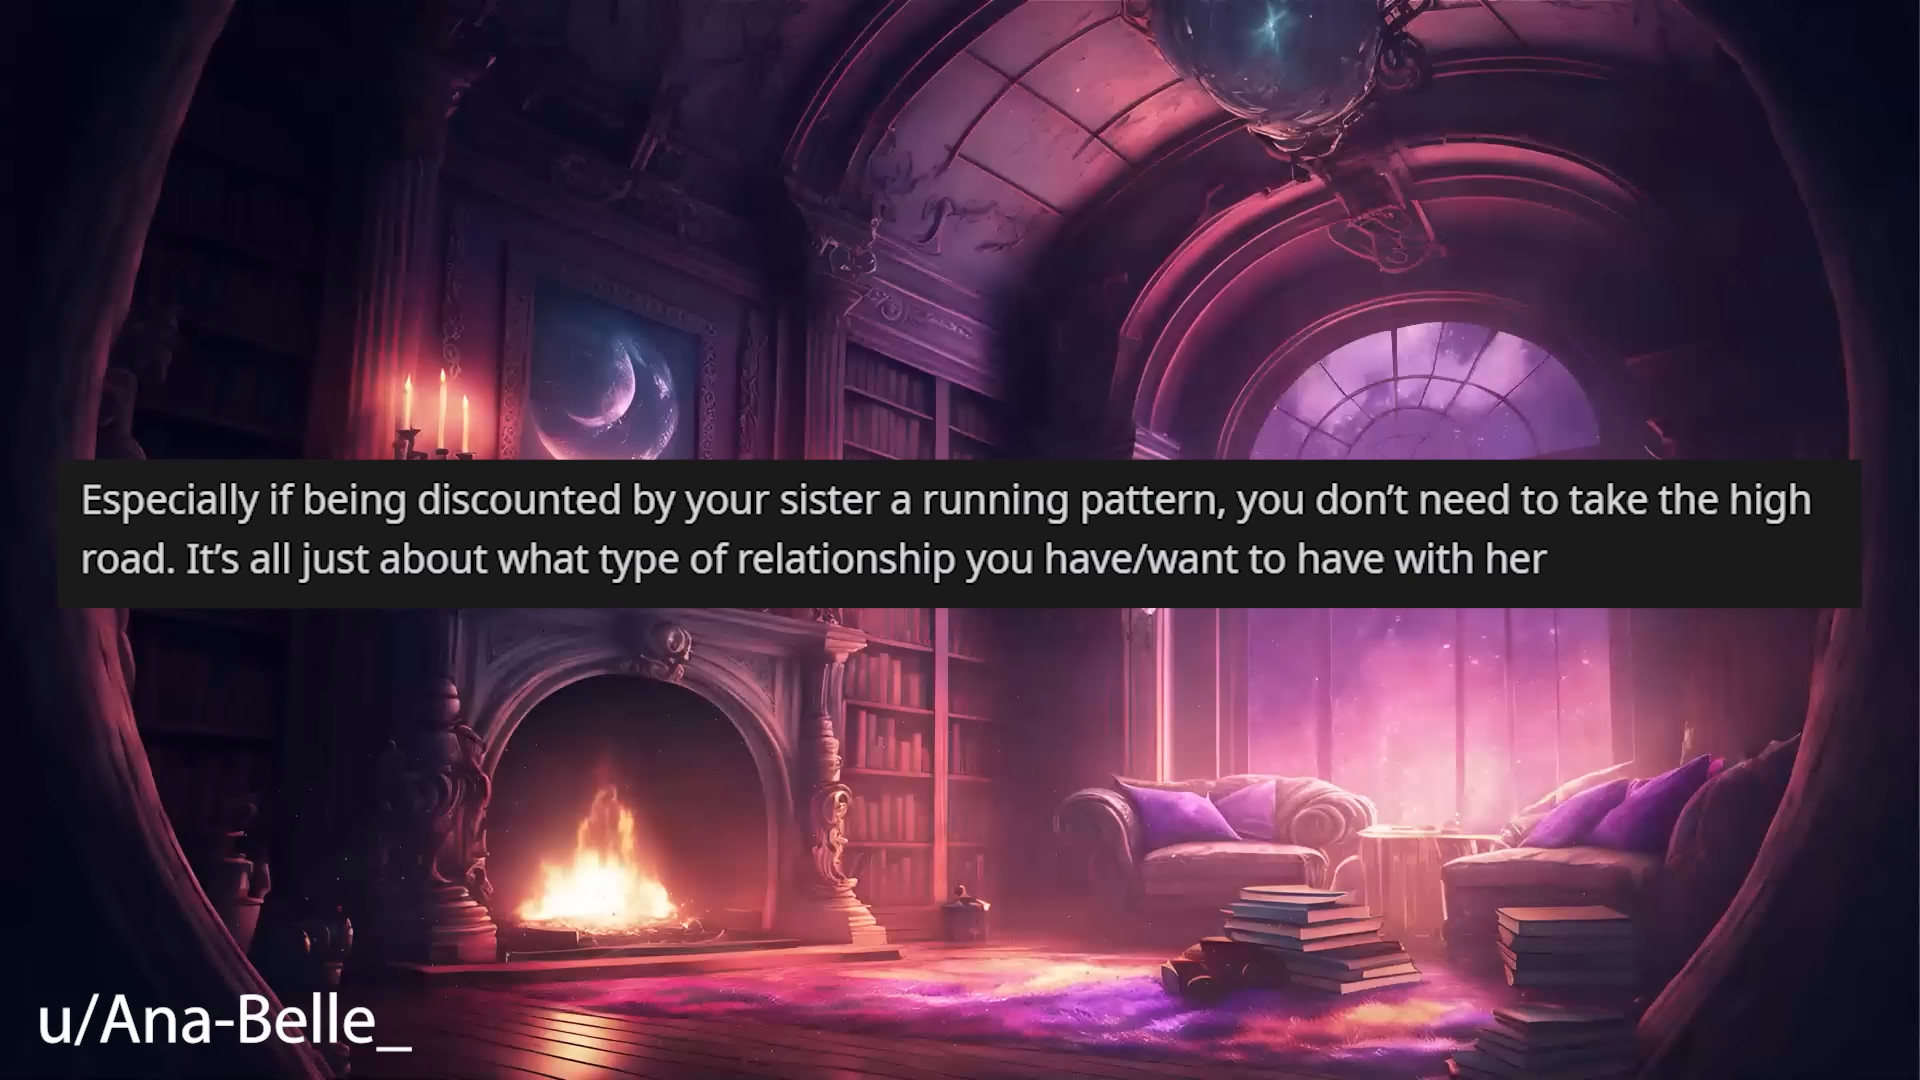 Especially if being discounted by your sister a running pattern, you don’t need to take the high
road. It’s all just about what type of relationship you have/want to have with her
u/Ana-Belle_